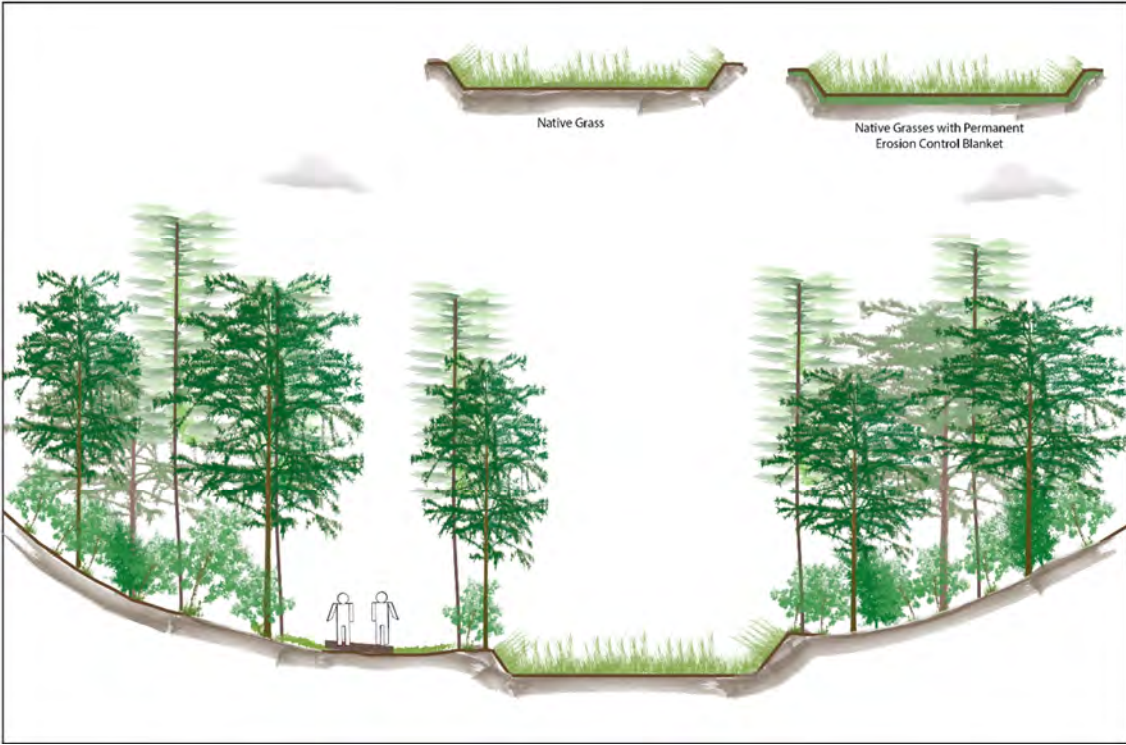 Native Grass
Native Grasses with Permanent
Erosion Control Blanket